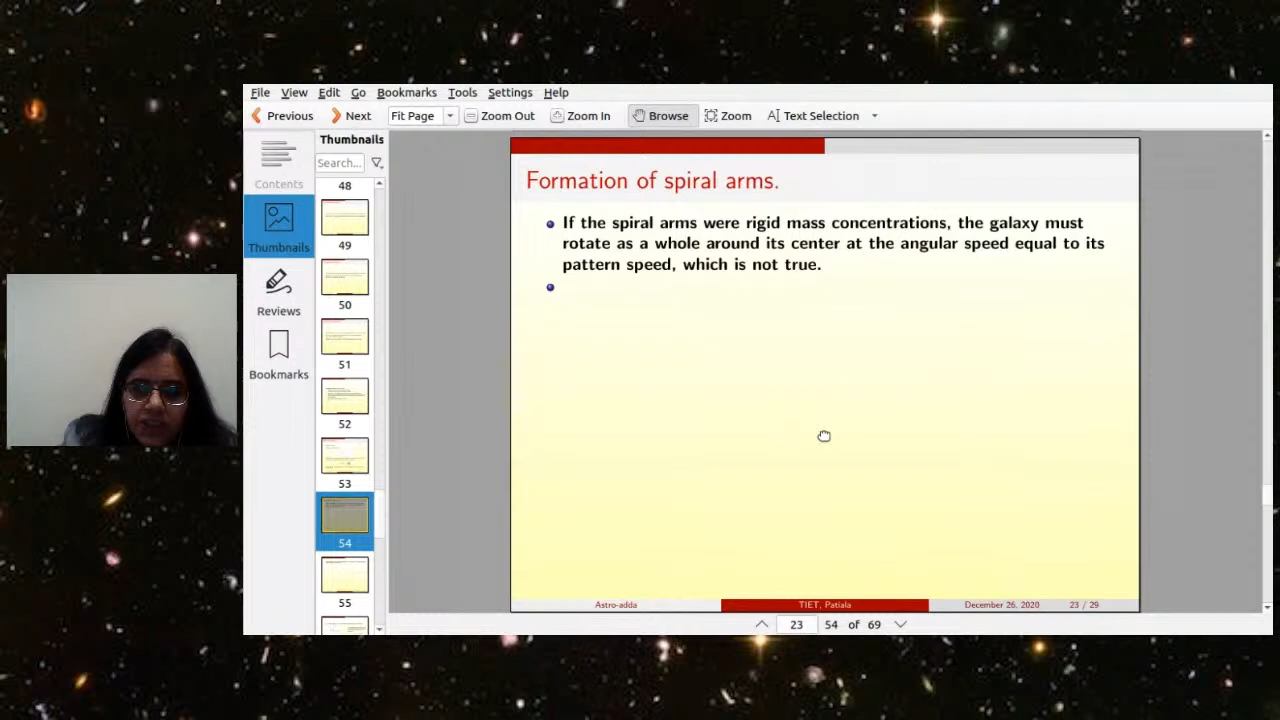 File View Edit Go Bookmarks Tools Settings Help
Previous Next Fit Page Zoom Out Zoom In Browse Zoom Text Selection
Contents
Thumbnails
Reviews
Bookmarks
Thumbnails
Search...
48
49
50
51
52
53
54
55
Formation of spiral arms.
If the spiral arms were rigid mass concentrations, the galaxy must
rotate as a whole around its center at the angular speed equal to its
pattern speed, which is not true.
Astro-adda TIET, Patiala December 26, 2020 23 / 29
23 54 of 69